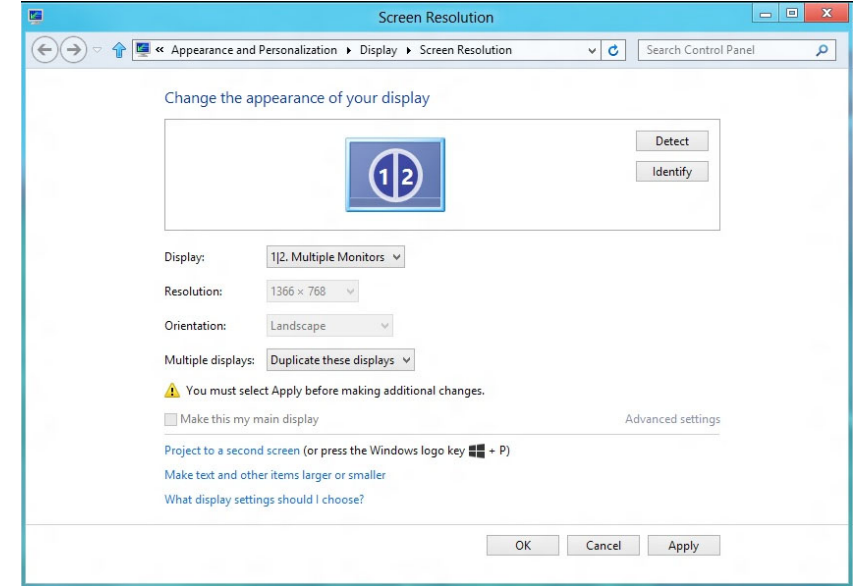 Screen Resolution
« Appearance and Personalization ▸ Display ▸ Screen Resolution
Search Control Panel
Change the appearance of your display
1|2
Detect
Identify
Display: 1|2. Multiple Monitors
Resolution: 1366 × 768
Orientation: Landscape
Multiple displays: Duplicate these displays
You must select Apply before making additional changes.
Make this my main display
Advanced settings
Project to a second screen (or press the Windows logo key + P)
Make text and other items larger or smaller
What display settings should I choose?
OK Cancel Apply